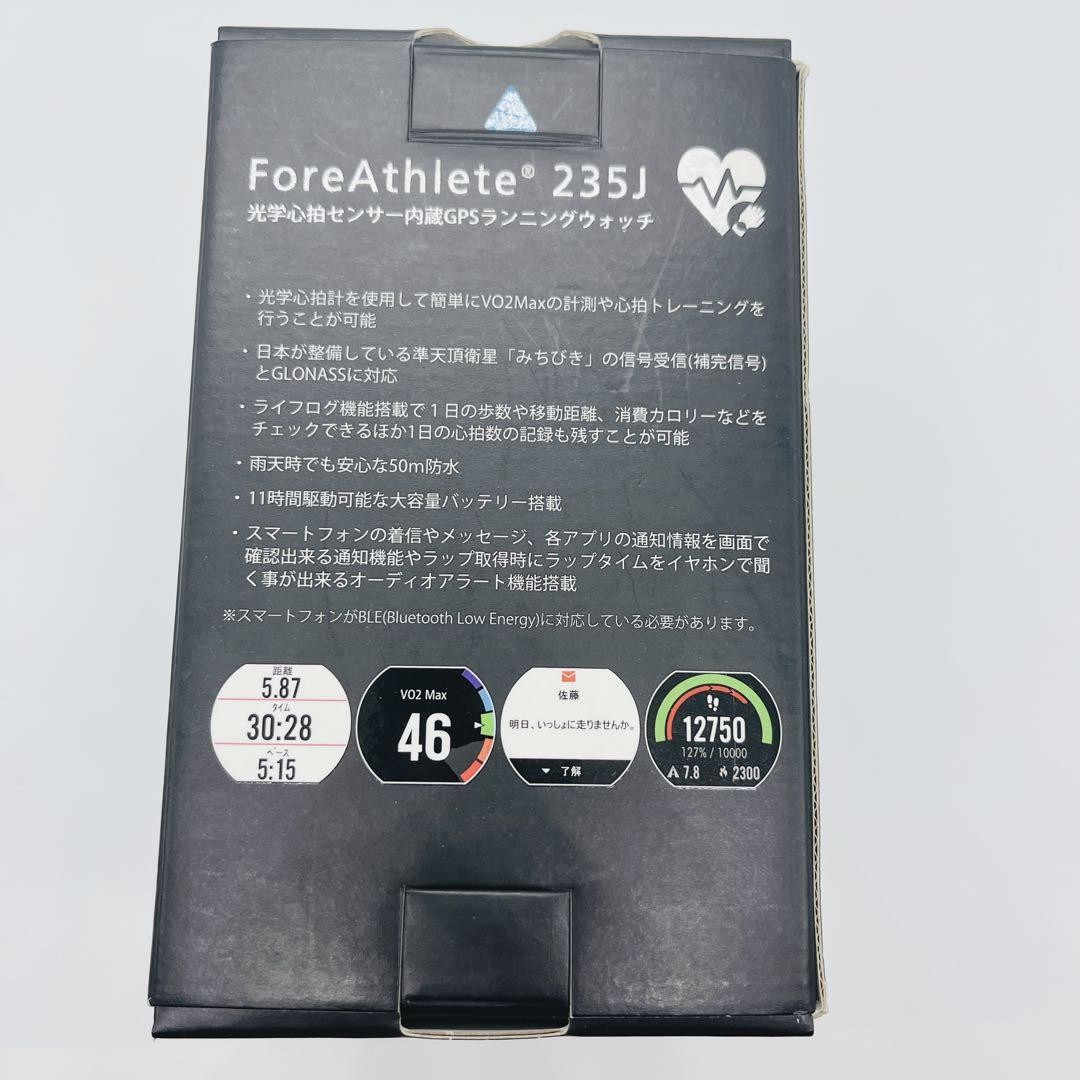 ForeAthlete® 235J
光学心拍センサー内蔵GPSランニングウォッチ
・光学心拍計を使用して簡単にVO2Maxの計測や心拍トレーニングを
行うことが可能
・日本が整備している準天頂衛星「みちびき」の信号受信(補完信号)
とGLONASSに対応
・ライフログ機能搭載で1日の歩数や移動距離、消費カロリーなどを
チェックできるほか1日の心拍数の記録も残すことが可能
・雨天時でも安心な50m防水
・11時間駆動可能な大容量バッテリー搭載
・スマートフォンの着信やメッセージ、各アプリの通知情報を画面で
確認出来る通知機能やラップ取得時にラップタイムをイヤホンで聞
く事が出来るオーディオアラート機能搭載
※スマートフォンがBLE(Bluetooth Low Energy)に対応している必要があります。
距離
5.87
タイム
30:28
ペース
5:15
VO2 Max
46
佐藤
明日、いっしょに走りませんか。
了解
12750
127% / 10000
7.8 2300